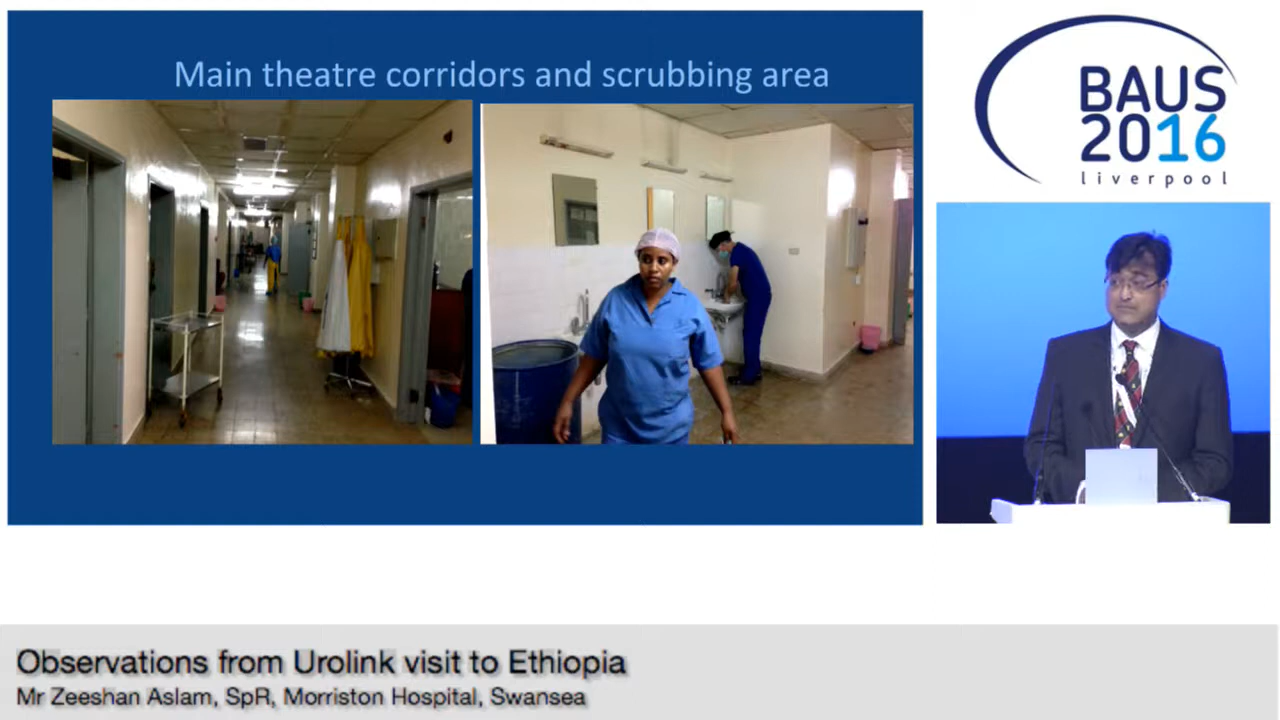 Main theatre corridors and scrubbing area
BAUS
2016
liverpool
Observations from Urolink visit to Ethiopia
Mr Zeeshan Aslam, SpR, Morriston Hospital, Swansea